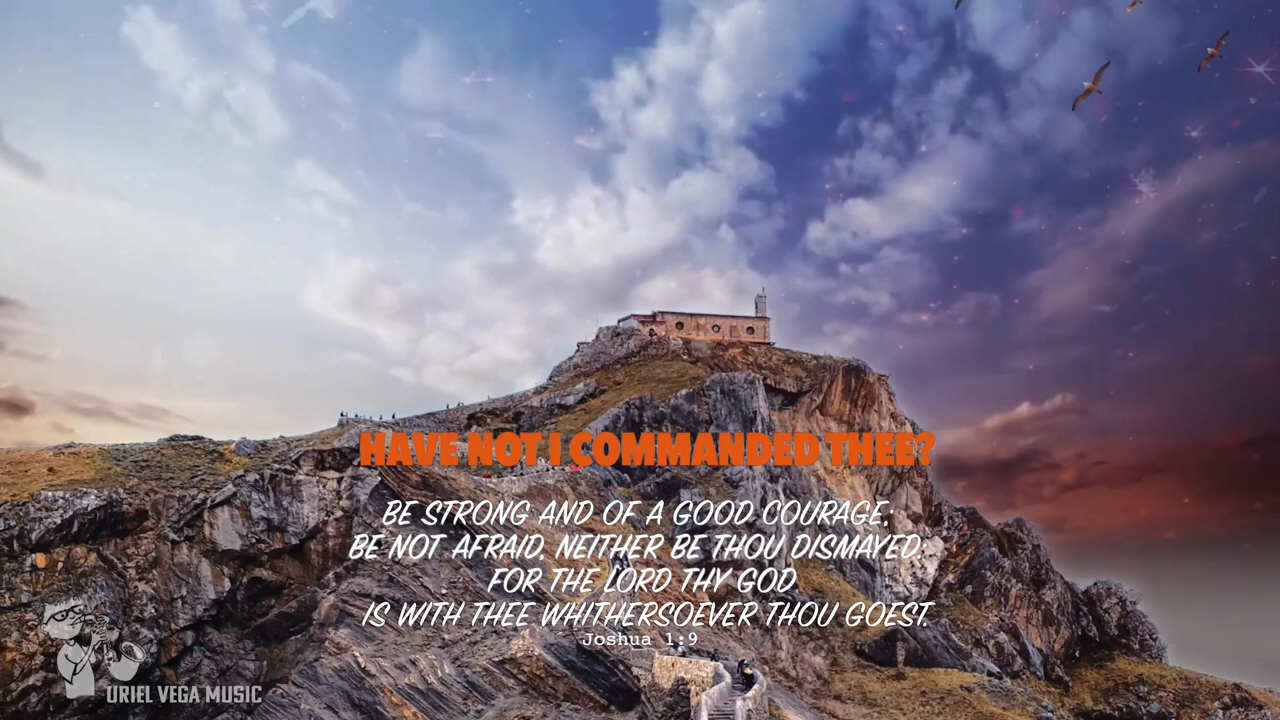 HAVE NOT I COMMANDED THEE?
BE STRONG AND OF A GOOD COURAGE;
BE NOT AFRAID, NEITHER BE THOU DISMAYED:
FOR THE LORD THY GOD
IS WITH THEE WHITHERSOEVER THOU GOEST.
Joshua 1:9
URIEL VEGA MUSIC